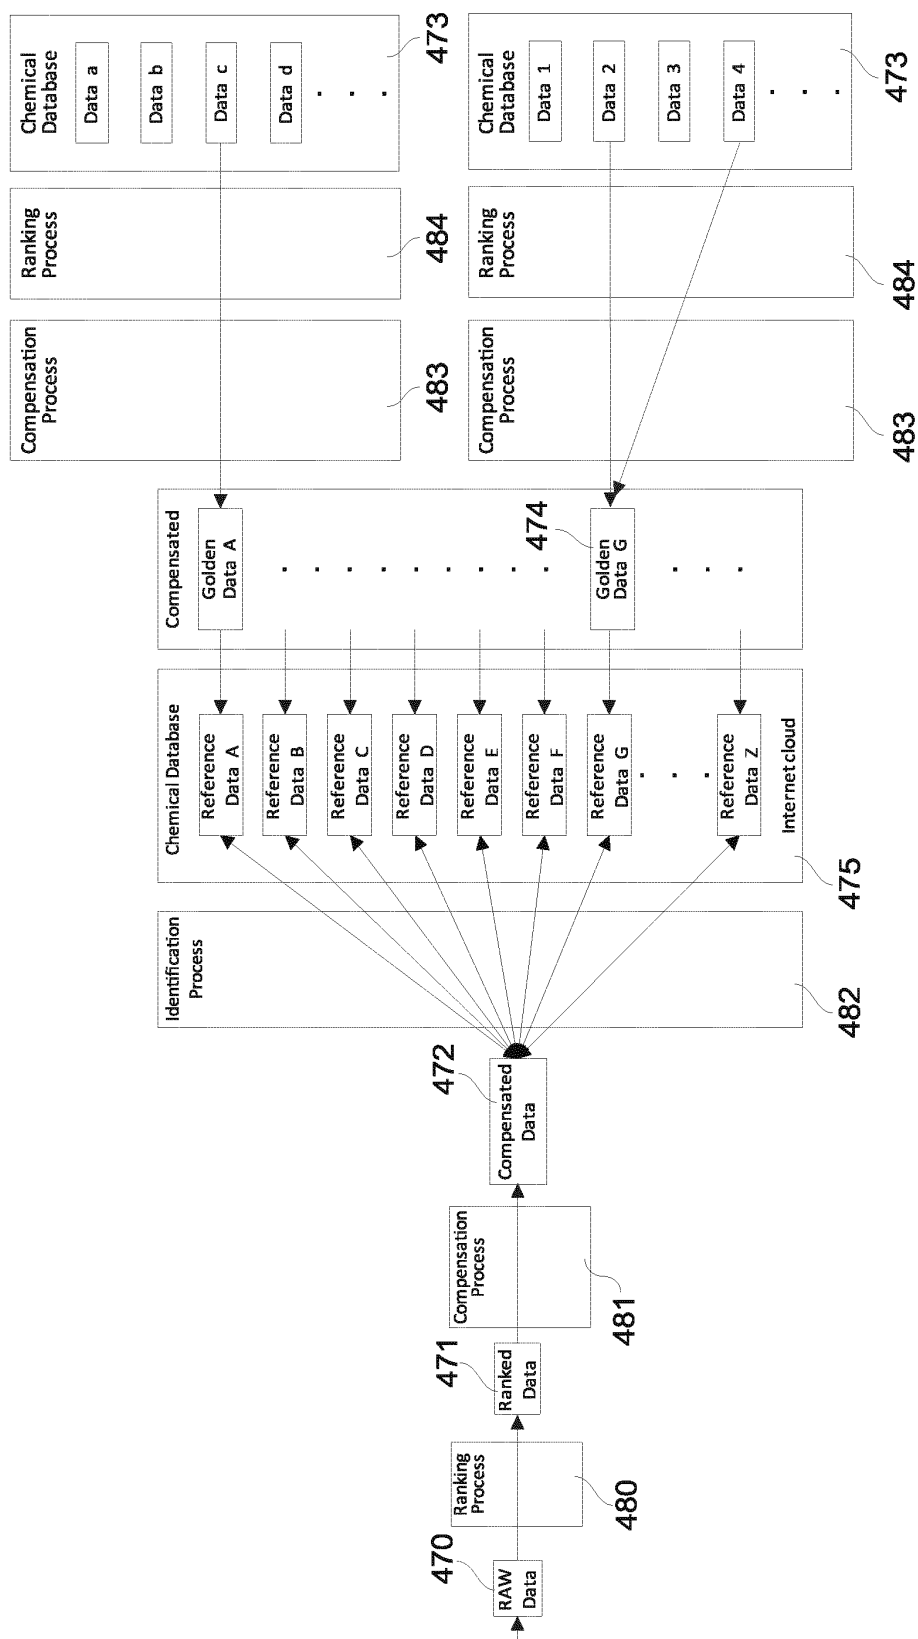 RAW
Data
470
Ranking
Process
480
Ranked
Data
471
Compensation
Process
481
Compensated
Data
472
Identification
Process
482
Chemical Database
Reference
Data A
Reference
Data B
Reference
Data C
Reference
Data D
Reference
Data E
Reference
Data F
Reference
Data G
Reference
Data Z
Internet cloud
475
Compensated
Golden
Data A
Golden
Data G
474
Compensation
Process
483
Ranking
Process
484
Chemical
Database
Data a
Data b
Data c
Data d
473
Compensation
Process
483
Ranking
Process
484
Chemical
Database
Data 1
Data 2
Data 3
Data 4
473